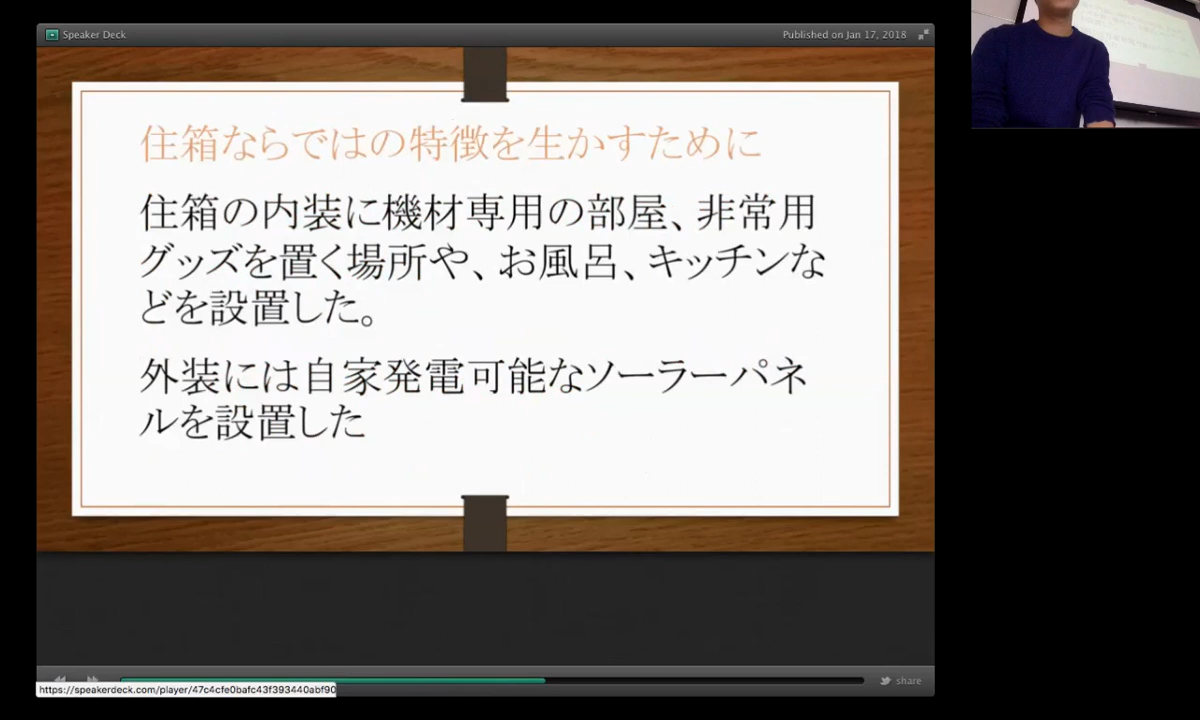 Speaker Deck
Published on Jan 17, 2018
住箱ならではの特徴を生かすために
住箱の内装に機材専用の部屋、非常用
グッズを置く場所や、お風呂、キッチンな
どを設置した。
外装には自家発電可能なソーラーパネ
ルを設置した
share
https://speakerdeck.com/player/47c4cfe0bafc43f393440abf90